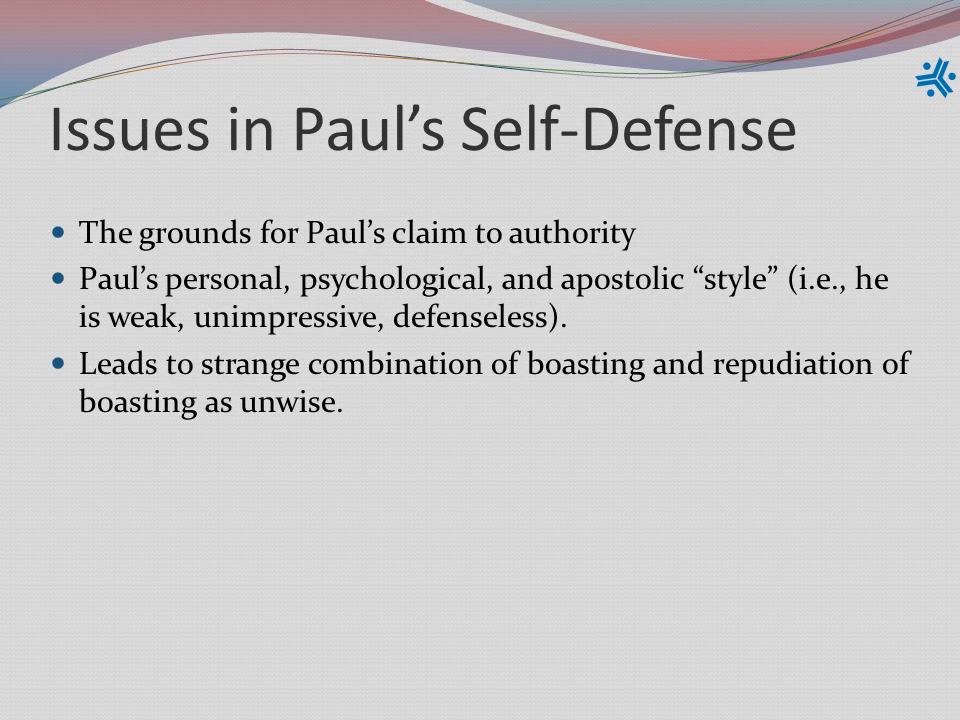 Issues in Paul’s Self-Defense
The grounds for Paul’s claim to authority
Paul’s personal, psychological, and apostolic “style” (i.e., he
is weak, unimpressive, defenseless).
Leads to strange combination of boasting and repudiation of
boasting as unwise.